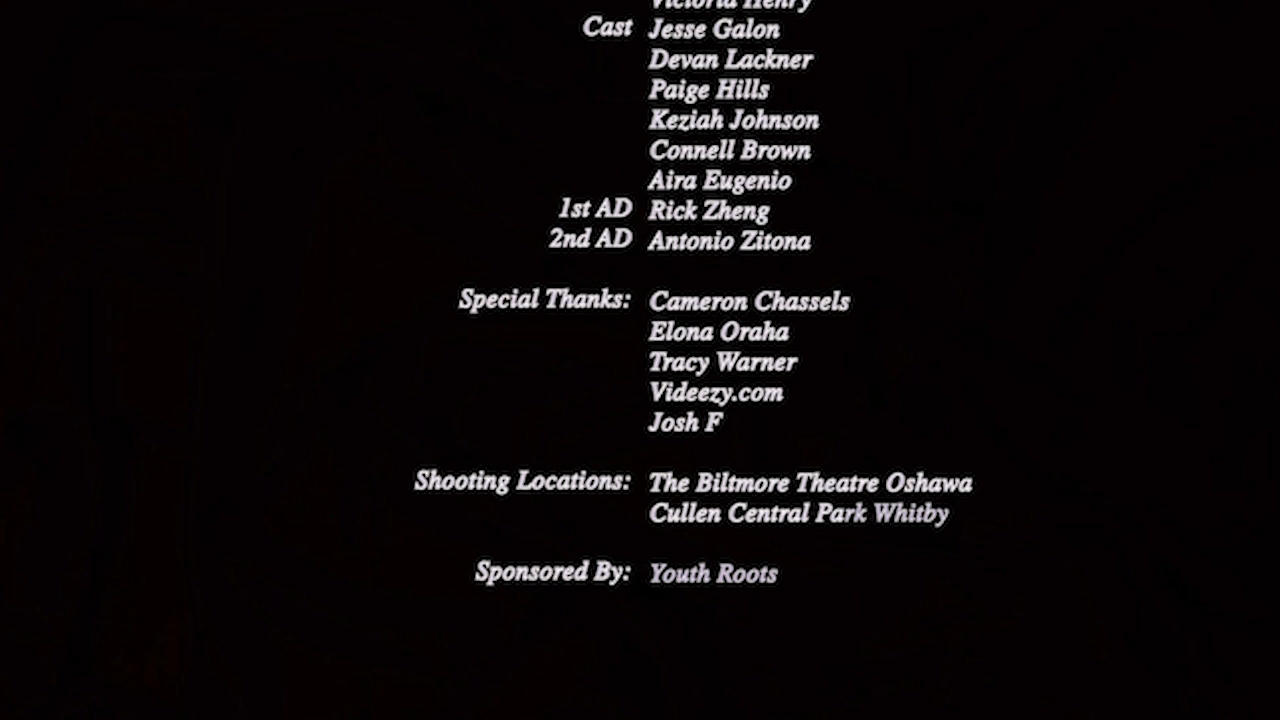 Victoria Henry
Cast Jesse Galon
Devan Lackner
Paige Hills
Keziah Johnson
Connell Brown
Aira Eugenio
1st AD Rick Zheng
2nd AD Antonio Zitona
Special Thanks: Cameron Chassels
Elona Oraha
Tracy Warner
Videezy.com
Josh F
Shooting Locations: The Biltmore Theatre Oshawa
Cullen Central Park Whitby
Sponsored By: Youth Roots